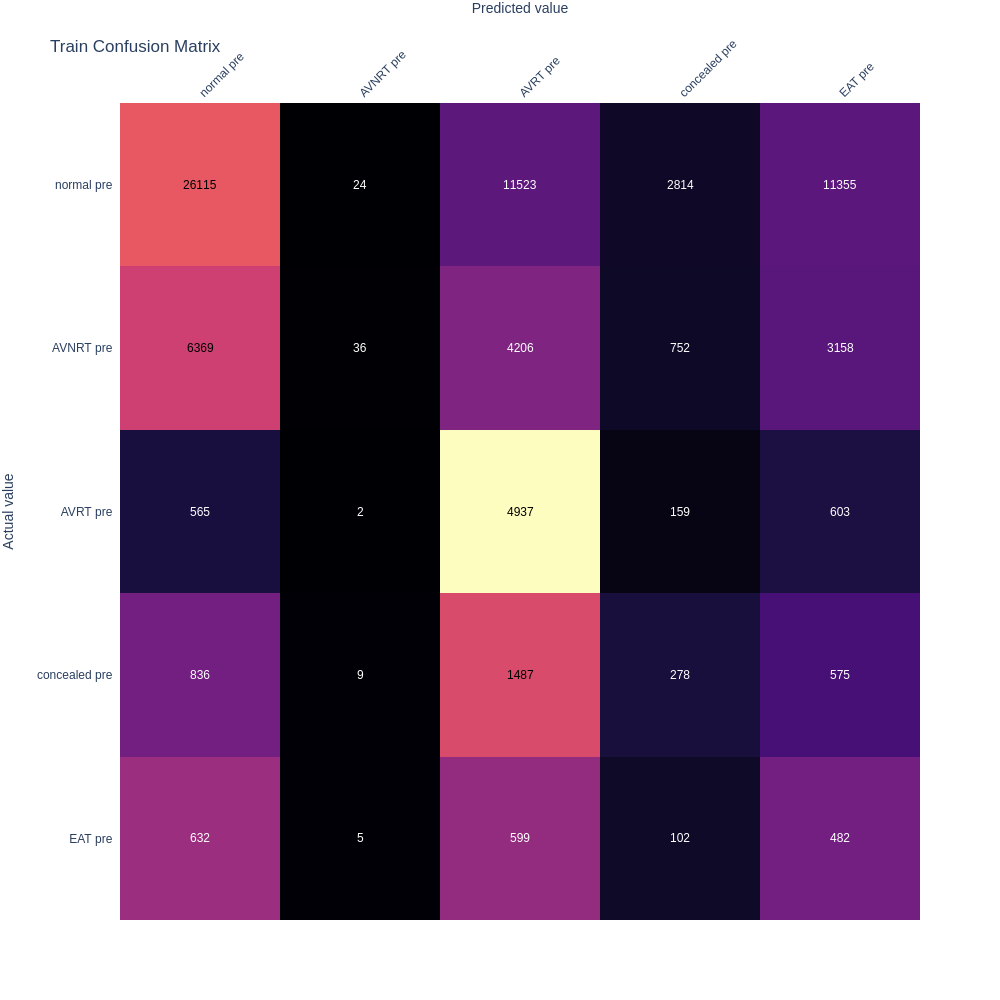 Predicted value
Train Confusion Matrix
normal pre AVNRT pre AVRT pre concealed pre EAT pre
normal pre 26115 24 11523 2814 11355
AVNRT pre 6369 36 4206 752 3158
AVRT pre 565 2 4937 159 603
concealed pre 836 9 1487 278 575
EAT pre 632 5 599 102 482
Actual value